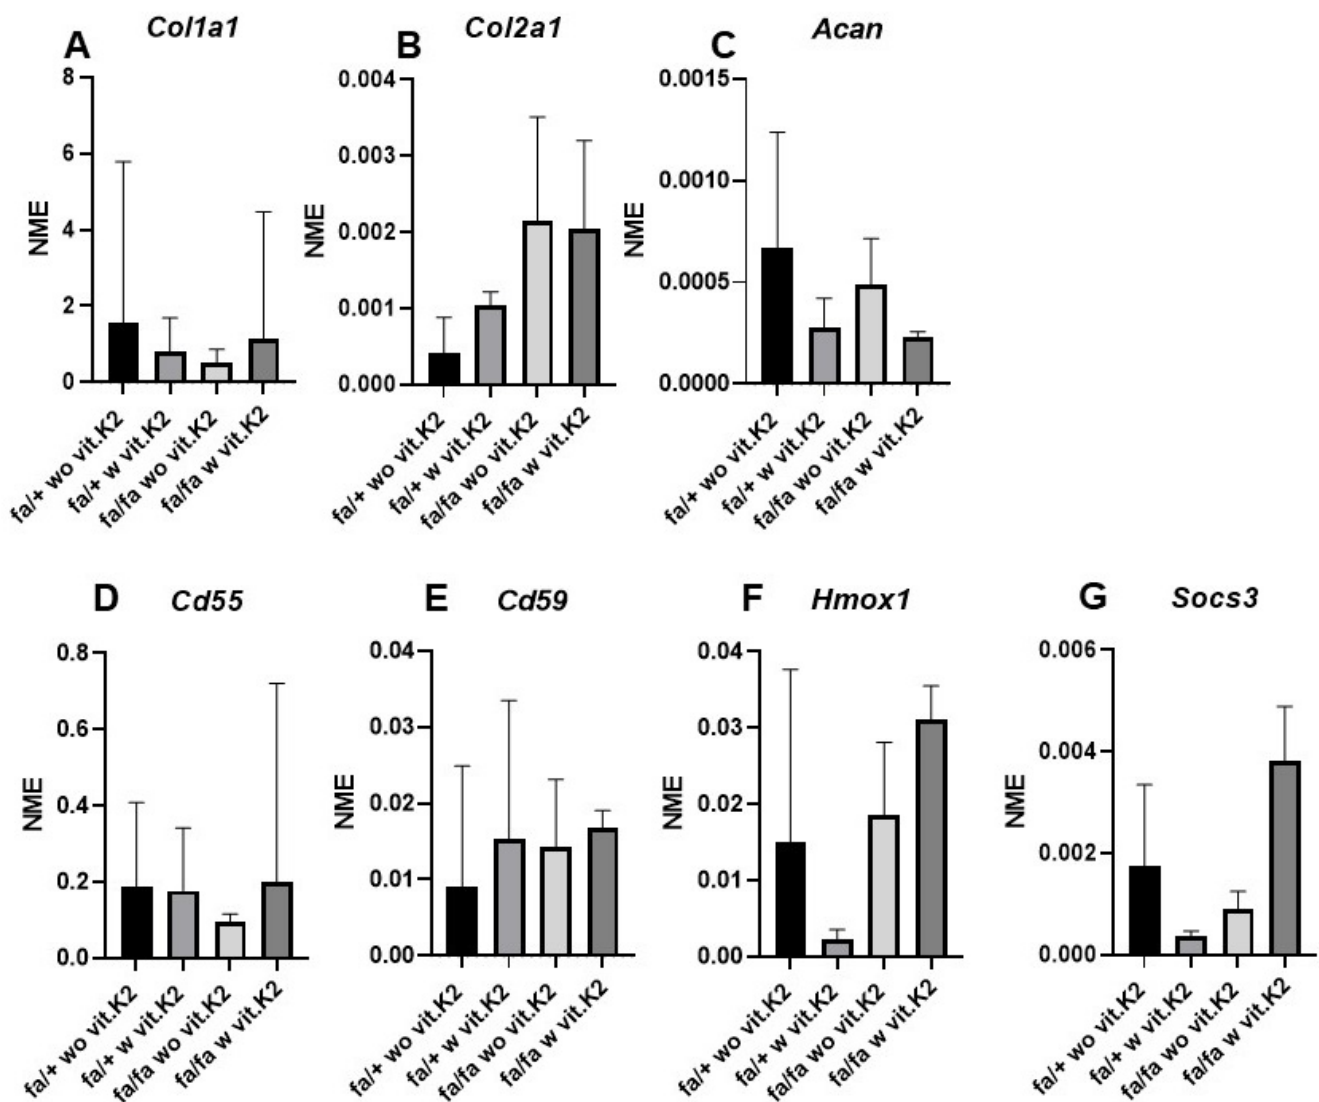 A Col1a1
8
6
4
2
0
NME
fa/+ wo vit.K2
fa/+ w vit.K2
fa/fa wo vit.K2
fa/fa w vit.K2
B Col2a1
0.004
0.003
0.002
0.001
0.000
NME
fa/+ wo vit.K2
fa/+ w vit.K2
fa/fa wo vit.K2
fa/fa w vit.K2
C Acan
0.0015
0.0010
0.0005
0.0000
NME
fa/+ wo vit.K2
fa/+ w vit.K2
fa/fa wo vit.K2
fa/fa w vit.K2
D Cd55
0.8
0.6
0.4
0.2
0.0
NME
fa/+ wo vit.K2
fa/+ w vit.K2
fa/fa wo vit.K2
fa/fa w vit.K2
E Cd59
0.04
0.03
0.02
0.01
0.00
NME
fa/+ wo vit.K2
fa/+ w vit.K2
fa/fa wo vit.K2
fa/fa w vit.K2
F Hmox1
0.04
0.03
0.02
0.01
0.00
NME
fa/+ wo vit.K2
fa/+ w vit.K2
fa/fa wo vit.K2
fa/fa w vit.K2
G Socs3
0.006
0.004
0.002
0.000
NME
fa/+ wo vit.K2
fa/+ w vit.K2
fa/fa wo vit.K2
fa/fa w vit.K2